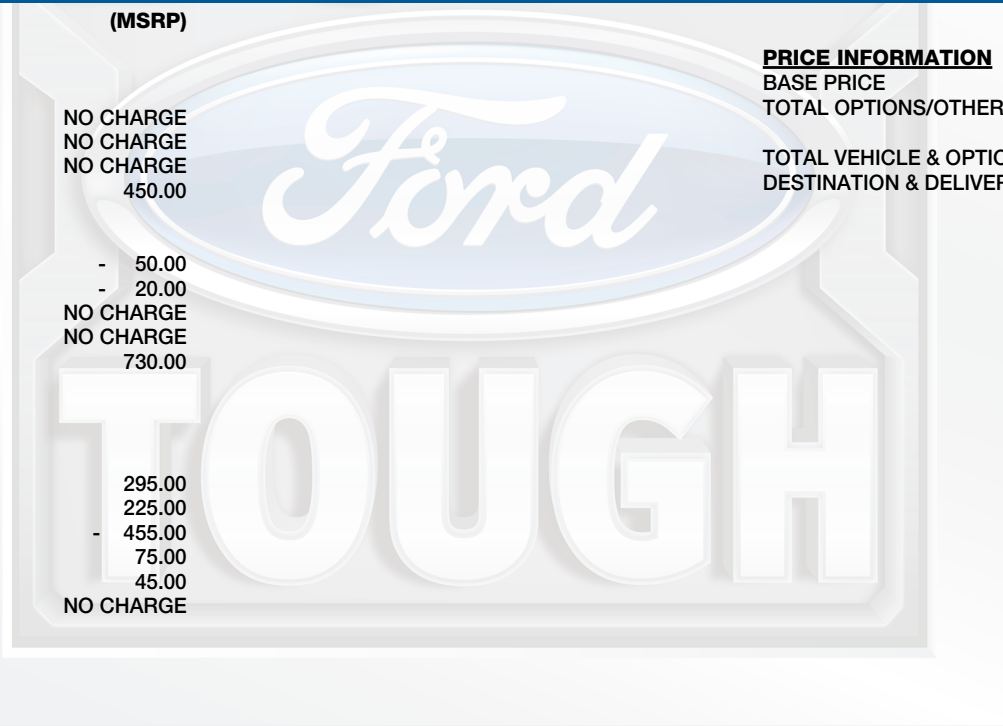 (MSRP)
NO CHARGE
NO CHARGE
NO CHARGE
450.00
- 50.00
- 20.00
NO CHARGE
NO CHARGE
730.00
295.00
225.00
- 455.00
75.00
45.00
NO CHARGE
PRICE INFORMATION
BASE PRICE
TOTAL OPTIONS/OTHER
TOTAL VEHICLE & OPTIO
DESTINATION & DELIVER
Ford
TOUGH